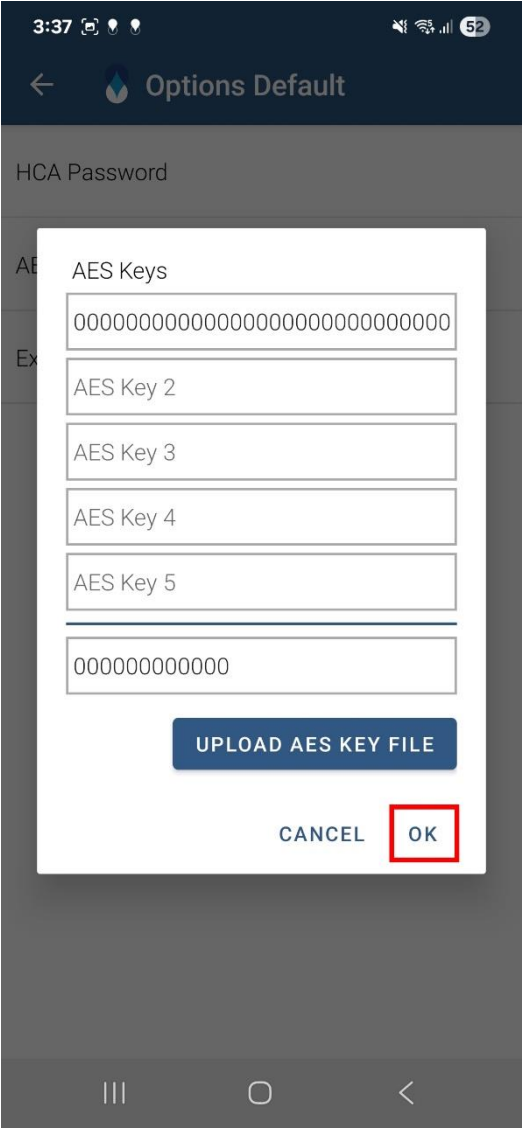 3:37 52
Options Default
HCA Password
AE
AES Keys
00000000000000000000000000000
Ex
AES Key 2
AES Key 3
AES Key 4
AES Key 5
000000000000
UPLOAD AES KEY FILE
CANCEL OK